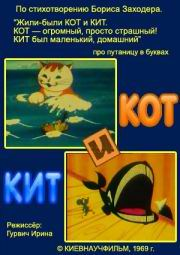 По стихотворению Бориса Заходера.
"Жили-были КОТ и КИТ.
КОТ — огромный, просто страшный!
КИТ был маленький, домашний"
про путаницу в буквах
КОТ
и
КИТ
Режиссёр:
Гурвич Ирина
© КИЕВНАУЧФИЛЬМ, 1969 г.